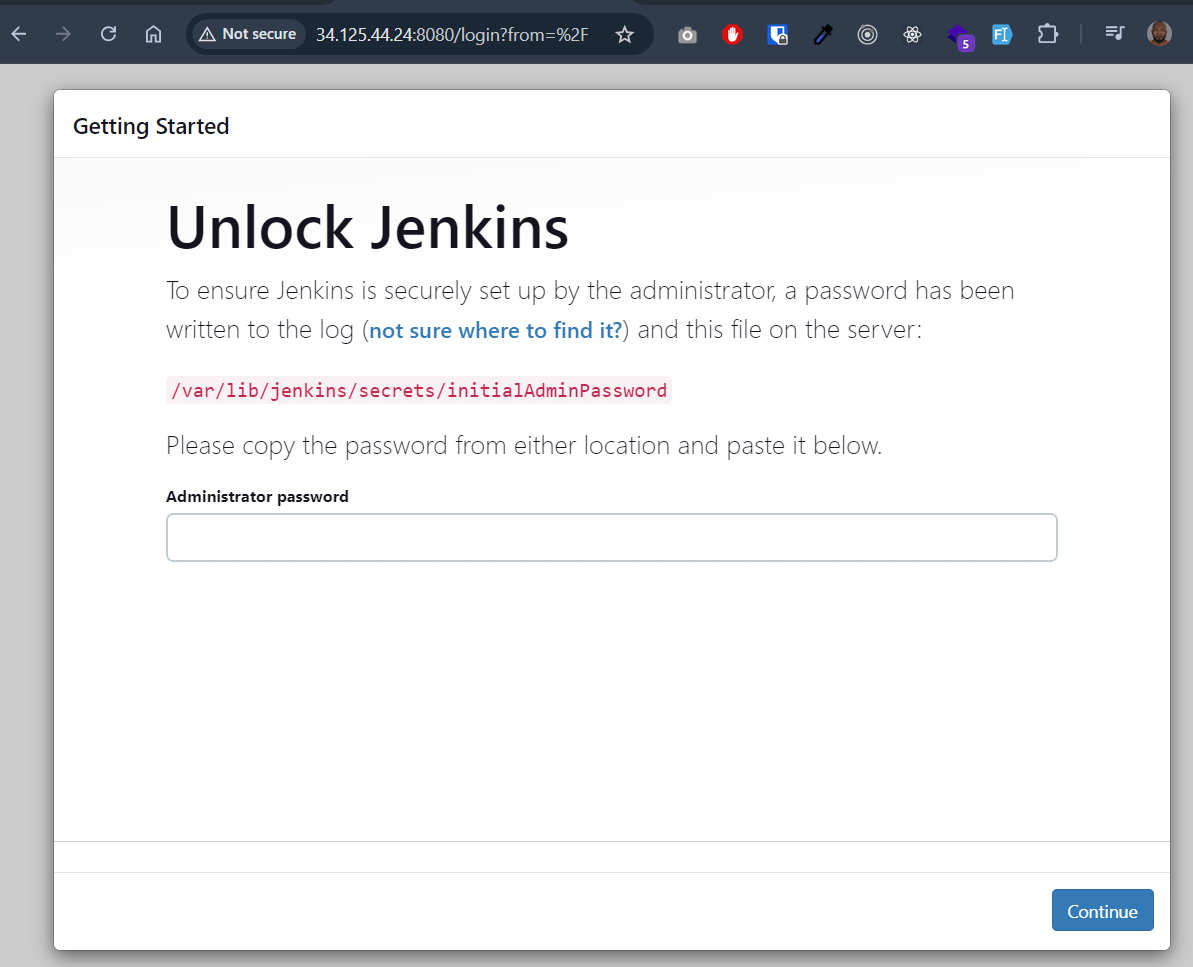 Not secure 34.125.44.24:8080/login?from=%2F
5
FI
Getting Started
Unlock Jenkins
To ensure Jenkins is securely set up by the administrator, a password has been
written to the log (not sure where to find it?) and this file on the server:
/var/lib/jenkins/secrets/initialAdminPassword
Please copy the password from either location and paste it below.
Administrator password
Continue